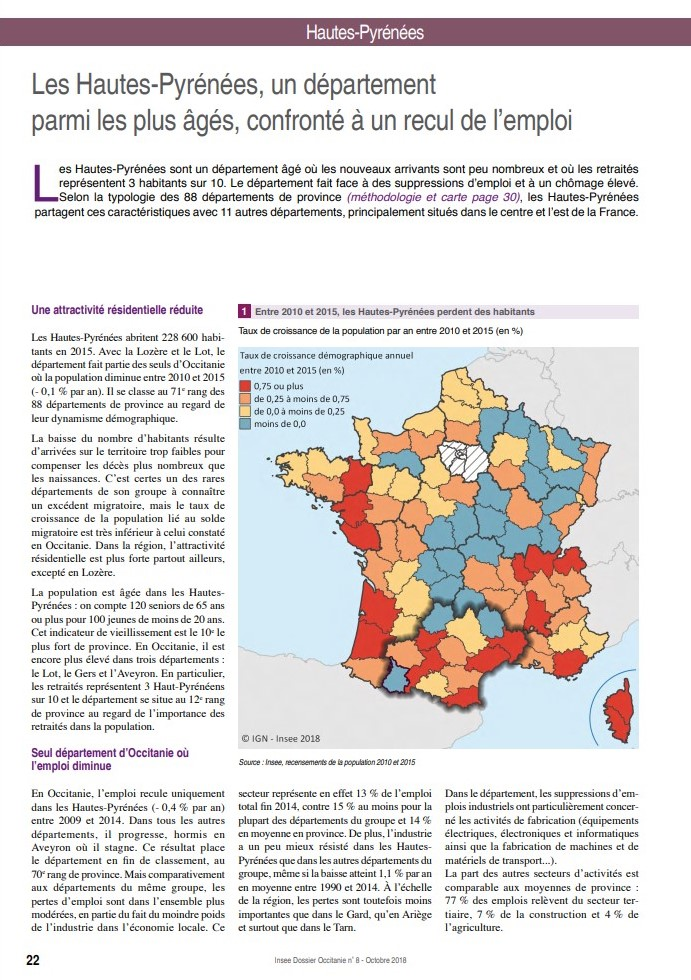 Hautes-Pyrénées
Les Hautes-Pyrénées, un département
parmi les plus âgés, confronté à un recul de l’emploi
Les Hautes-Pyrénées sont un département âgé où les nouveaux arrivants sont peu nombreux et où les retraités
représentent 3 habitants sur 10. Le département fait face à des suppressions d’emploi et à un chômage élevé.
Selon la typologie des 88 départements de province (méthodologie et carte page 30), les Hautes-Pyrénées
partagent ces caractéristiques avec 11 autres départements, principalement situés dans le centre et l’est de la France.
Une attractivité résidentielle réduite
Les Hautes-Pyrénées abritent 228 600 habi-
tants en 2015. Avec la Lozère et le Lot, le
département fait partie des seuls d’Occitanie
où la population diminue entre 2010 et 2015
(- 0,1 % par an). Il se classe au 71e rang des
88 départements de province au regard de
leur dynamisme démographique.
La baisse du nombre d’habitants résulte
d’arrivées sur le territoire trop faibles pour
compenser les décès plus nombreux que
les naissances. C’est certes un des rares
départements de son groupe à connaître
un excédent migratoire, mais le taux de
croissance de la population lié au solde
migratoire est très inférieur à celui constaté
en Occitanie. Dans la région, l’attractivité
résidentielle est plus forte partout ailleurs,
excepté en Lozère.
La population est âgée dans les Hautes-
Pyrénées : on compte 120 seniors de 65 ans
ou plus pour 100 jeunes de moins de 20 ans.
Cet indicateur de vieillissement est le 10e le
plus fort de province. En Occitanie, il est
encore plus élevé dans trois départements :
le Lot, le Gers et l’Aveyron. En particulier,
les retraités représentent 3 Haut-Pyrénéens
sur 10 et le département se situe au 12e rang
de province au regard de l’importance des
retraités dans la population.
Seul département d’Occitanie où
l’emploi diminue
En Occitanie, l’emploi recule uniquement
dans les Hautes-Pyrénées (- 0,4 % par an)
entre 2009 et 2014. Dans tous les autres
départements, il progresse, hormis en
Aveyron où il stagne. Ce résultat place
le département en fin de classement, au
70e rang de province. Mais comparativement
aux départements du même groupe, les
pertes d’emploi sont dans l’ensemble plus
modérées, en partie du fait du moindre poids
de l’industrie dans l’économie locale. Ce
1 Entre 2010 et 2015, les Hautes-Pyrénées perdent des habitants
Taux de croissance de la population par an entre 2010 et 2015 (en %)
Taux de croissance démographique annuel
entre 2010 et 2015 (en %)
0,75 ou plus
de 0,25 à moins de 0,75
de 0,0 à moins de 0,25
moins de 0,0
© IGN - Insee 2018
Source : Insee, recensements de la population 2010 et 2015
secteur représente en effet 13 % de l’emploi
total fin 2014, contre 15 % au moins pour la
plupart des départements du groupe et 14 %
en moyenne en province. De plus, l’industrie
a un peu mieux résisté dans les Hautes-
Pyrénées que dans les autres départements du
groupe, même si la baisse atteint 1,1 % par an
en moyenne entre 1990 et 2014. À l’échelle
de la région, les pertes sont toutefois moins
importantes que dans le Gard, qu’en Ariège
et surtout que dans le Tarn.
Dans le département, les suppressions d’em-
plois industriels ont particulièrement concer-
né les activités de fabrication (équipements
électriques, électroniques et informatiques
ainsi que la fabrication de machines et de
matériels de transport...).
La part des autres secteurs d’activités est
comparable aux moyennes de province :
77 % des emplois relèvent du secteur ter-
tiaire, 7 % de la construction et 4 % de
l’agriculture.
22
Insee Dossier Occitanie n° 8 - Octobre 2018